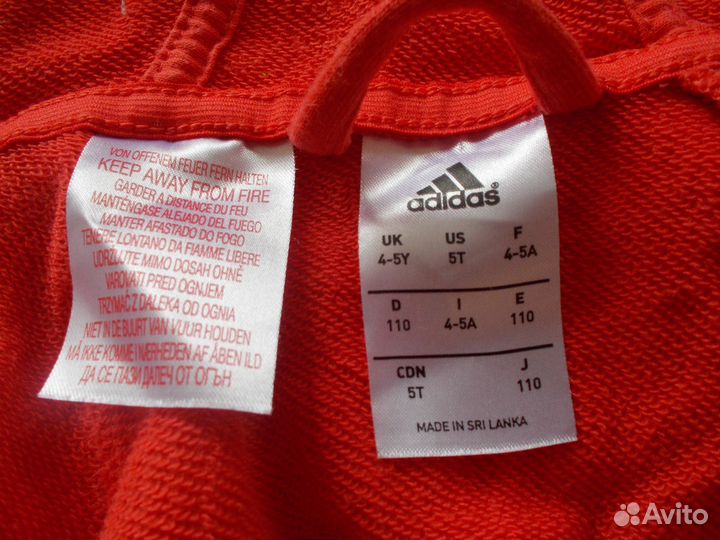 VON OFFENEM FEUER FERN HALTEN
KEEP AWAY FROM FIRE
GARDER A DISTANCE DU FEU
MANTÉNGASE ALEJADO DEL FUEGO
MANTER AFASTADO DO FOGO
TENERE LONTANO DA FIAMME LIBERE
UDRZUJTE MIMO DOSAH OHNĚ
VAROVATI PRED OGNJEM
TRZYMAĆ Z DALEKA OD OGNIA
NIET IN DE BUURT VAN VUUR HOUDEN
MÅ IKKE KOMME I NÆRHEDEN AF ÅBEN ILD
ДА СЕ ПАЗИ ДАЛЕЧ ОТ ОГЪН
adidas
UK US F
4-5Y 5T 4-5A
D I E
110 4-5A 110
CDN J
5T 110
MADE IN SRI LANKA
Avito